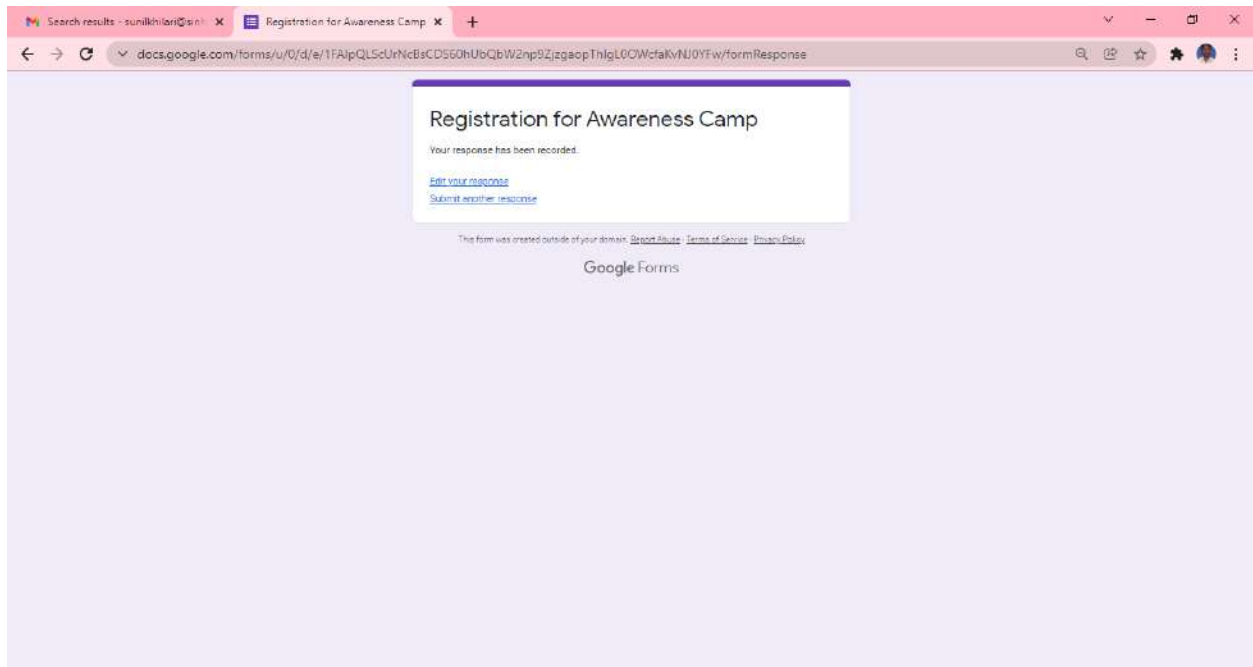 Search results - sunilkhilari@sin
Registration for Awareness Camp
docs.google.com/forms/u/0/d/e/
Registration for Awareness Camp
Your response has been recorded.
Edit your response
Submit another response
This form was created outside of your domain. Report Abuse - Terms of Service - Privacy Policy
Google Forms